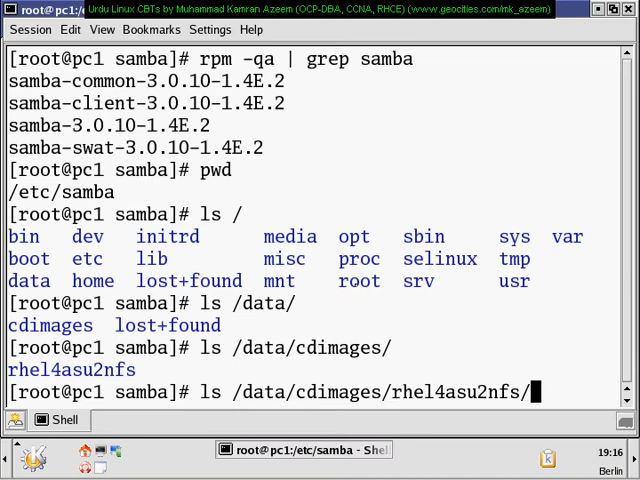 root@pc1:/e
Urdu Linux CBTs by Muhammad Kamran Azeem (OCP-DBA, CCNA, RHCE) (www.geocities.com/mk_azeem)
Session Edit View Bookmarks Settings Help
[root@pc1 samba]# rpm -qa | grep samba
samba-common-3.0.10-1.4E.2
samba-client-3.0.10-1.4E.2
samba-3.0.10-1.4E.2
samba-swat-3.0.10-1.4E.2
[root@pc1 samba]# pwd
/etc/samba
[root@pc1 samba]# ls /
bin dev initrd media opt sbin sys var
boot etc lib misc proc selinux tmp
data home lost+found mnt root srv usr
[root@pc1 samba]# ls /data/
cdimages lost+found
[root@pc1 samba]# ls /data/cdimages/
rhel4asu2nfs
[root@pc1 samba]# ls /data/cdimages/rhel4asu2nfs/
Shell
root@pc1:/etc/samba - Shel
19:16
Berlin